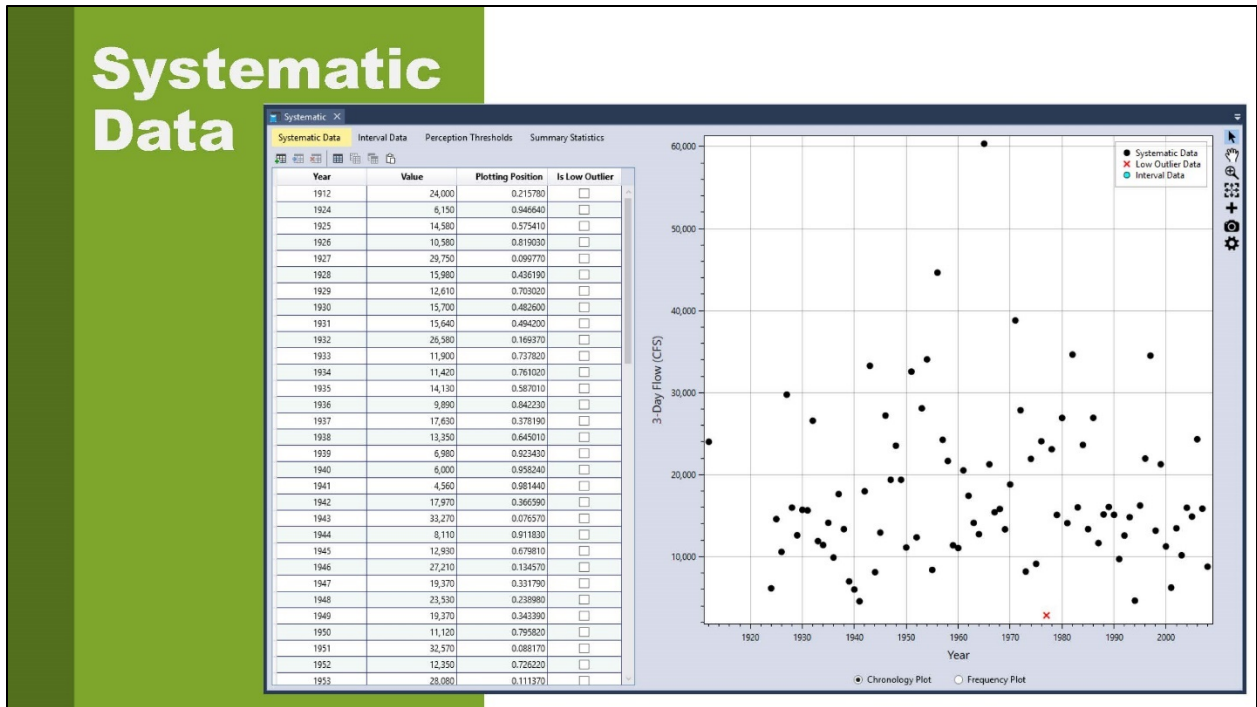 Systematic
Data
Systematic
Systematic Data Interval Data Perception Thresholds Summary Statistics
Year Value Plotting Position Is Low Outlier
1912 24,000 0.215780
1924 6,150 0.946640
1925 14,580 0.575410
1926 10,580 0.819030
1927 29,750 0.099770
1928 15,980 0.436190
1929 12,610 0.703020
1930 15,700 0.482600
1931 15,640 0.494200
1932 26,580 0.169370
1933 11,900 0.737820
1934 11,420 0.761020
1935 14,130 0.587010
1936 9,890 0.842230
1937 17,630 0.378190
1938 13,350 0.645010
1939 6,980 0.923430
1940 6,000 0.958240
1941 4,560 0.981440
1942 17,970 0.366590
1943 33,270 0.076570
1944 8,110 0.911830
1945 12,930 0.679810
1946 27,210 0.134570
1947 19,370 0.331790
1948 23,530 0.238980
1949 19,370 0.343390
1950 11,120 0.795820
1951 32,570 0.088170
1952 12,350 0.726220
1953 28,080 0.111370
60,000
50,000
40,000
30,000
20,000
10,000
3-Day Flow (CFS)
Systematic Data
Low Outlier Data
Interval Data
1920 1930 1940 1950 1960 1970 1980 1990 2000
Year
Chronology Plot Frequency Plot